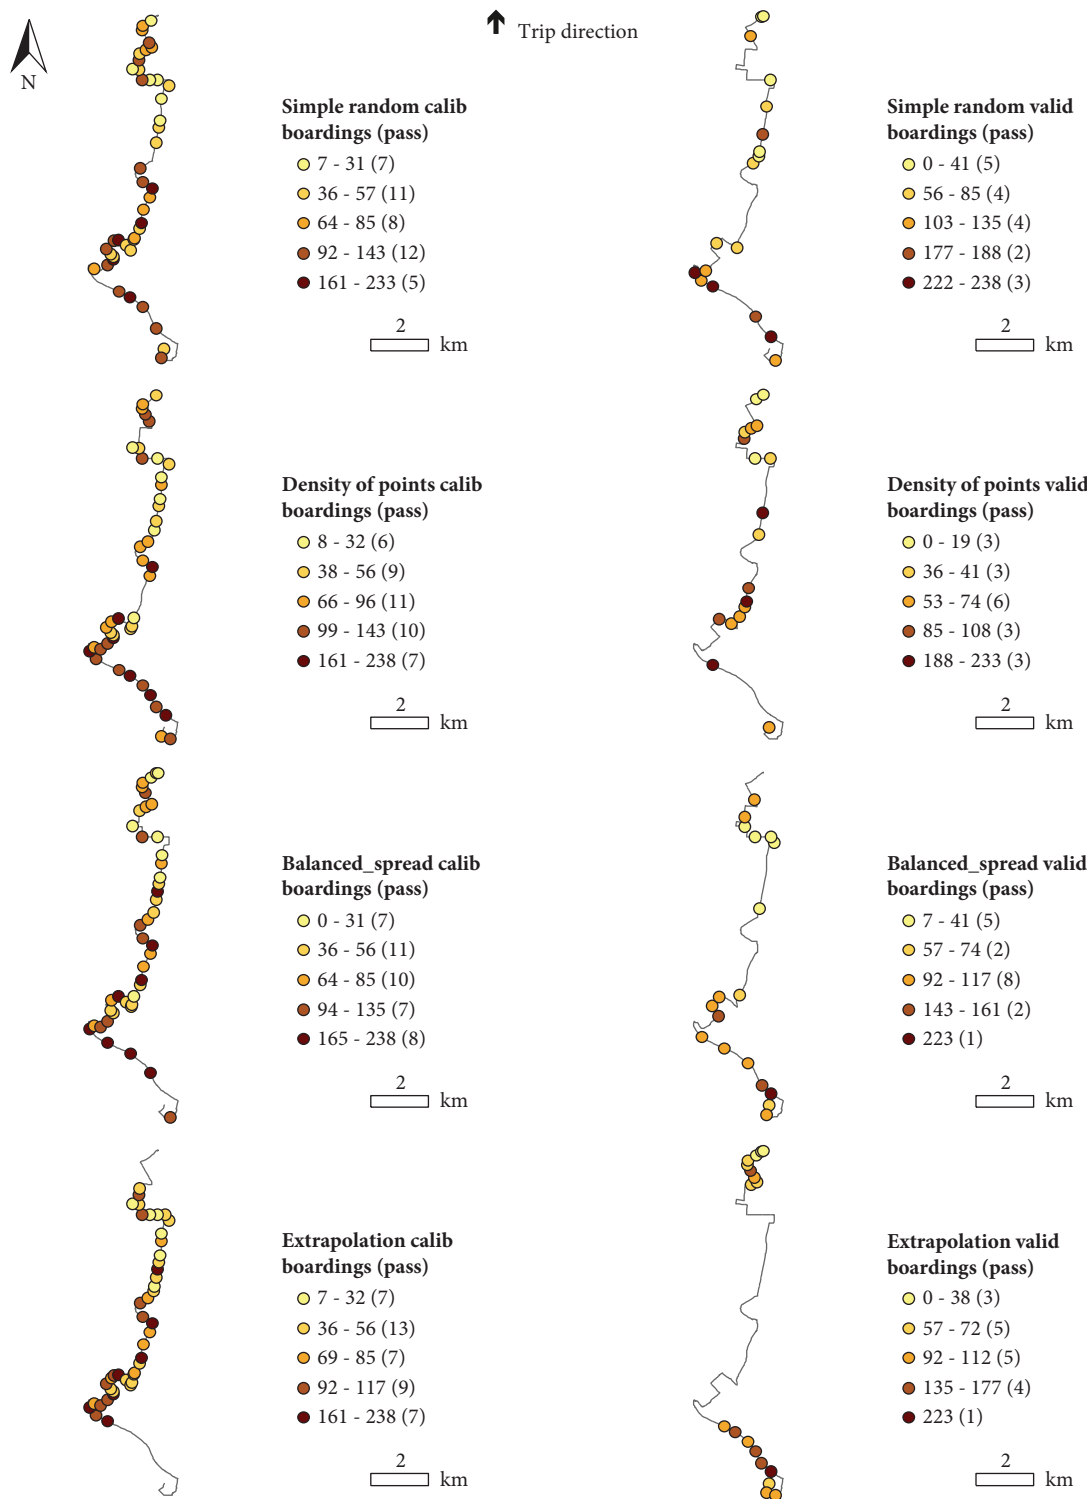 N
Trip direction
Simple random calib
boardings (pass)
7 - 31 (7)
36 - 57 (11)
64 - 85 (8)
92 - 143 (12)
161 - 233 (5)
2
km
Simple random valid
boardings (pass)
0 - 41 (5)
56 - 85 (4)
103 - 135 (4)
177 - 188 (2)
222 - 238 (3)
2
km
Density of points calib
boardings (pass)
8 - 32 (6)
38 - 56 (9)
66 - 96 (11)
99 - 143 (10)
161 - 238 (7)
2
km
Density of points valid
boardings (pass)
0 - 19 (3)
36 - 41 (3)
53 - 74 (6)
85 - 108 (3)
188 - 233 (3)
2
km
Balanced_spread calib
boardings (pass)
0 - 31 (7)
36 - 56 (11)
64 - 85 (10)
94 - 135 (7)
165 - 238 (8)
2
km
Balanced_spread valid
boardings (pass)
7 - 41 (5)
57 - 74 (2)
92 - 117 (8)
143 - 161 (2)
223 (1)
2
km
Extrapolation calib
boardings (pass)
7 - 32 (7)
36 - 56 (13)
69 - 85 (7)
92 - 117 (9)
161 - 238 (7)
2
km
Extrapolation valid
boardings (pass)
0 - 38 (3)
57 - 72 (5)
92 - 112 (5)
135 - 177 (4)
223 (1)
2
km